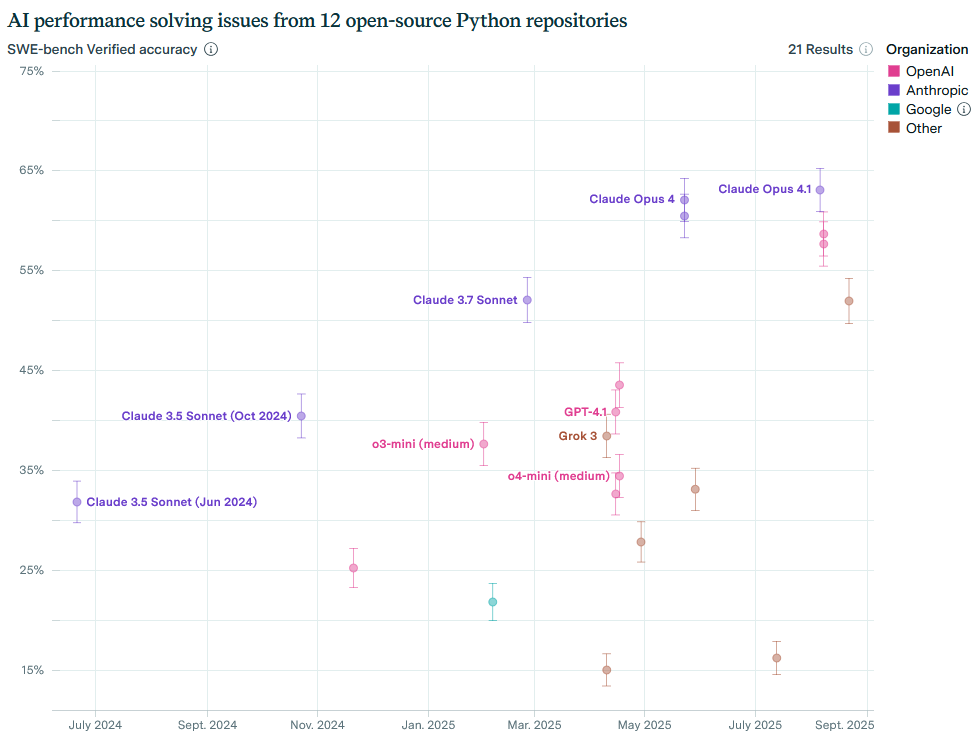 AI performance solving issues from 12 open-source Python repositories
SWE-bench Verified accuracy
21 Results
Organization
OpenAI
Anthropic
Google
Other
75%
65%
55%
45%
35%
25%
15%
Claude Opus 4
Claude Opus 4.1
Claude 3.7 Sonnet
Claude 3.5 Sonnet (Oct 2024)
GPT-4.1
Grok 3
o3-mini (medium)
o4-mini (medium)
Claude 3.5 Sonnet (Jun 2024)
July 2024
Sept. 2024
Nov. 2024
Jan. 2025
Mar. 2025
May 2025
July 2025
Sept. 2025